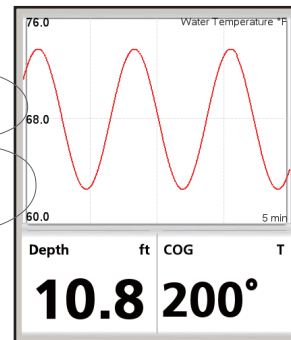 76.0 Water Temperature °F
68.0
60.0 5 min
Depth ft COG T
10.8 200°